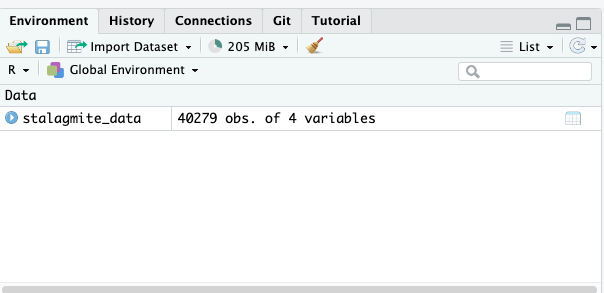 Environment History Connections Git Tutorial
Import Dataset 205 MiB List
R Global Environment
Data
stalagmite_data 40279 obs. of 4 variables